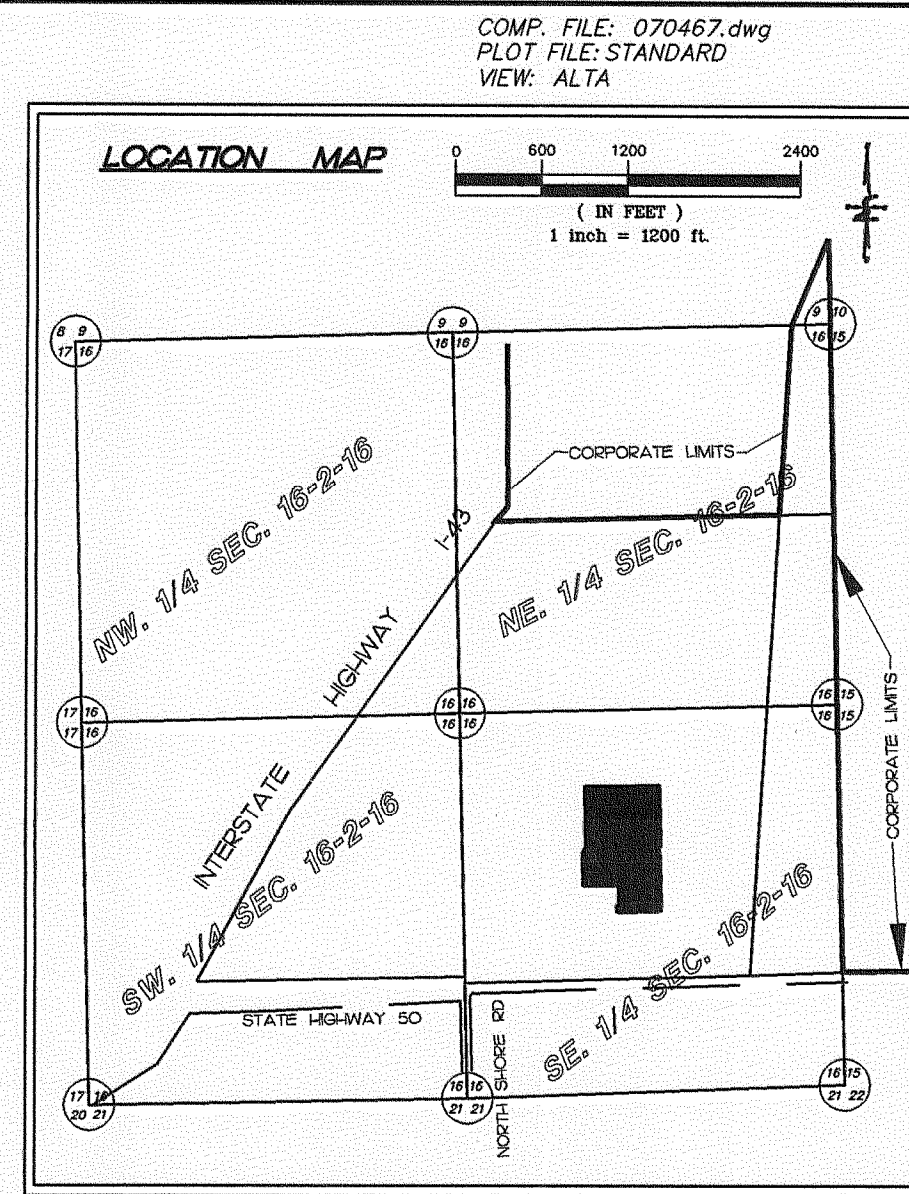 COMP. FILE: 070467.dwg
PLOT FILE: STANDARD
VIEW: ALTA
LOCATION MAP
0 600 1200 2400
( IN FEET )
1 inch = 1200 ft.
N
8 9
17 16
9 9
16 16
9 10
16 15
CORPORATE LIMITS
NW. 1/4 SEC. 16-2-16
I-43
NE. 1/4 SEC. 16-2-16
INTERSTATE HIGHWAY
CORPORATE LIMITS
17 16
17 16
16 16
16 16
16 15
16 15
SW. 1/4 SEC. 16-2-16
SE. 1/4 SEC. 16-2-16
STATE HIGHWAY 50
NORTH SHORE RD
17 16
20 21
16 16
21 21
16 15
21 22